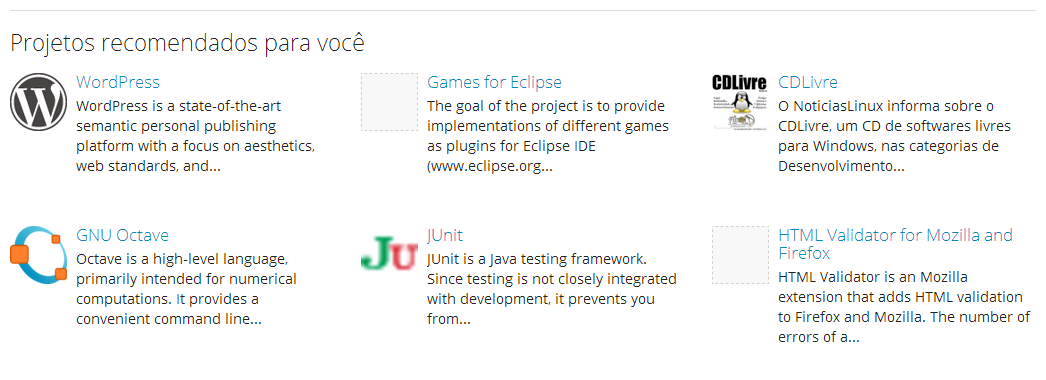 Projetos recomendados para você
WordPress
WordPress is a state-of-the-art
semantic personal publishing
platform with a focus on aesthetics,
web standards, and...
Games for Eclipse
The goal of the project is to provide
implementations of different games
as plugins for Eclipse IDE
(www.eclipse.org...
CDLivre
CDLivre
O NoticiasLinux informa sobre o
CDLivre, um CD de softwares livres
para Windows, nas categorias de
Desenvolvimento...
GNU Octave
Octave is a high-level language,
primarily intended for numerical
computations. It provides a
convenient command line...
JU
JUnit
JUnit is a Java testing framework.
Since testing is not closely integrated
with development, it prevents you
from...
HTML Validator for Mozilla and
Firefox
HTML Validator is an Mozilla
extension that adds HTML validation
to Firefox and Mozilla. The number of
errors of a...